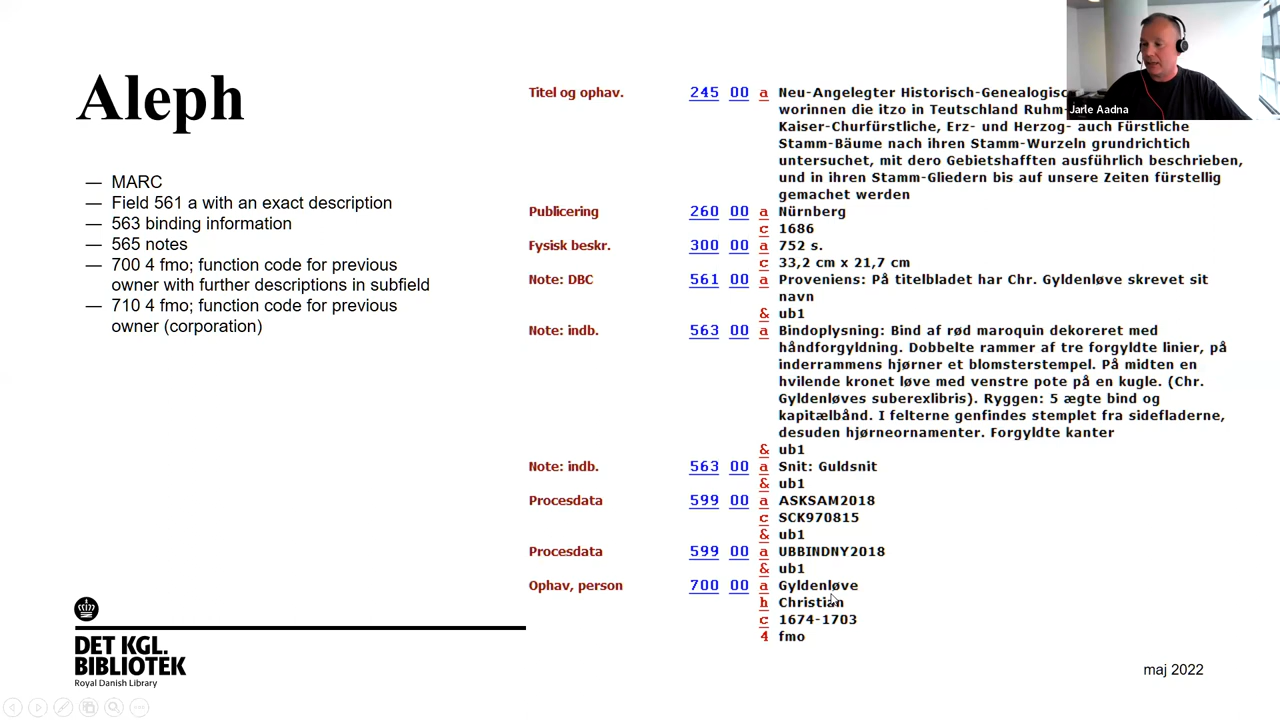 Aleph
— MARC
— Field 561 a with an exact description
— 563 binding information
— 565 notes
— 700 4 fmo; function code for previous
owner with further descriptions in subfield
— 710 4 fmo; function code for previous
owner (corporation)
Titel og ophav. 245 00 a Neu-Angelegter Historisch-Genealogisc
worinnen die itzo in Teutschland Ruhm-
Kaiser-Churfürstliche, Erz- und Herzog- auch Fürstliche
Stamm-Bäume nach ihren Stamm-Wurzeln grundrichtich
untersuchet, mit dero Gebietshafften ausführlich beschrieben,
und in ihren Stamm-Gliedern bis auf unsere Zeiten fürstellig
gemachet werden
Publicering 260 00 a Nürnberg
c 1686
Fysisk beskr. 300 00 a 752 s.
c 33,2 cm x 21,7 cm
Note: DBC 561 00 a Proveniens: På titelbladet har Chr. Gyldenløve skrevet sit
navn
& ub1
Note: indb. 563 00 a Bindoplysning: Bind af rød maroquin dekoreret med
håndforgyldning. Dobbelte rammer af tre forgyldte linier, på
inderrammens hjørner et blomsterstempel. På midten en
hvilende kronet løve med venstre pote på en kugle. (Chr.
Gyldenløves suberexlibris). Ryggen: 5 ægte bind og
kapitælbånd. I felterne genfindes stemplet fra sidefladerne,
desuden hjørneornamenter. Forgyldte kanter
& ub1
Note: indb. 563 00 a Snit: Guldsnit
& ub1
Procesdata 599 00 a ASKSAM2018
c SCK970815
& ub1
Procesdata 599 00 a UBBINDNY2018
& ub1
Ophav, person 700 00 a Gyldenløve
h Christian
c 1674-1703
4 fmo
Jarle Aadna
DET KGL.
BIBLIOTEK
Royal Danish Library
maj 2022